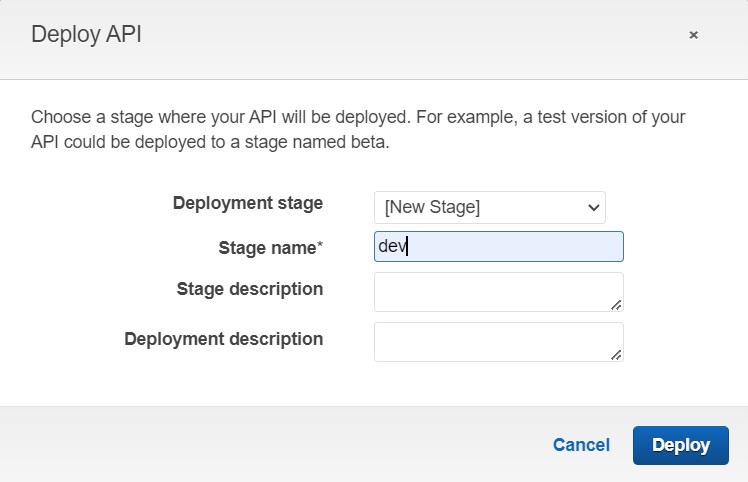 Deploy API
×
Choose a stage where your API will be deployed. For example, a test version of your
API could be deployed to a stage named beta.
Deployment stage [New Stage]
Stage name* dev
Stage description
Deployment description
Cancel Deploy